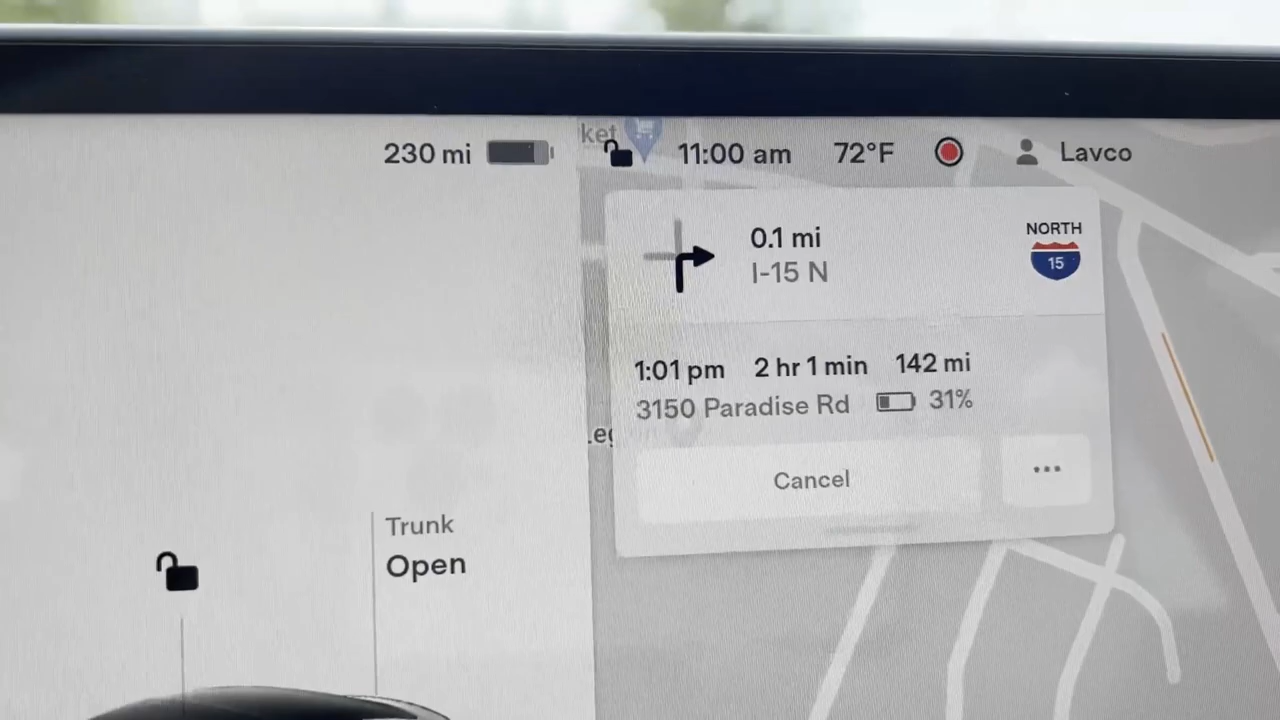 230 mi
ket
11:00 am
72°F
Lavco
0.1 mi
I-15 N
NORTH
15
1:01 pm 2 hr 1 min 142 mi
3150 Paradise Rd 31%
Cancel
Trunk
Open